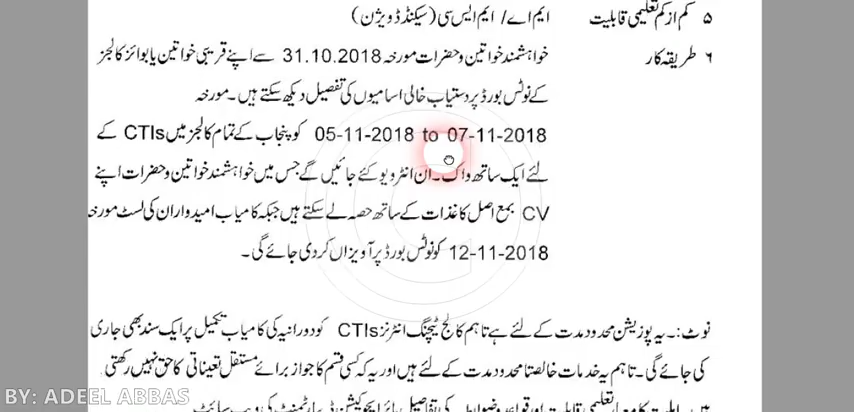 ۵ کم از کم تعلیمی قابلیت ایم اے/ ایم ایس سی (سیکنڈ ڈویژن)
۶ طریقہ کار خواہشمند خواتین و حضرات مورخہ 31.10.2018 سے اپنے قریبی خواتین یا بوائز کالجز
کے نوٹس بورڈ پر دستیاب خالی اسامیوں کی تفصیل دیکھ سکتے ہیں۔ مورخہ
05-11-2018 to 07-11-2018 کو پنجاب کے تمام کالجز میں CTIs کے
لئے ایک ساتھ واک۔ان انٹرویو کئے جائیں گے جس میں خواہشمند خواتین و حضرات اپنے
CV بمع اصل کاغذات کے ساتھ حصہ لے سکتے ہیں جبکہ کامیاب امیدواران کی لسٹ مورخہ
12-11-2018 کو نوٹس بورڈ پر آویزاں کر دی جائے گی۔
نوٹ:۔ یہ پوزیشن محدود مدت کے لئے ہے تاہم کالج ٹیچنگ انٹرنز CTIs کو دورانیہ کی کامیاب تکمیل پر ایک سند بھی جاری
کی جائے گی۔ تاہم یہ خدمات خالصتا محدود مدت کے لئے ہیں اور یہ کہ کسی قسم کا جواز برائے مستقل تعیناتی کا حق نہیں رکھتی
BY: ADEEL ABBAS